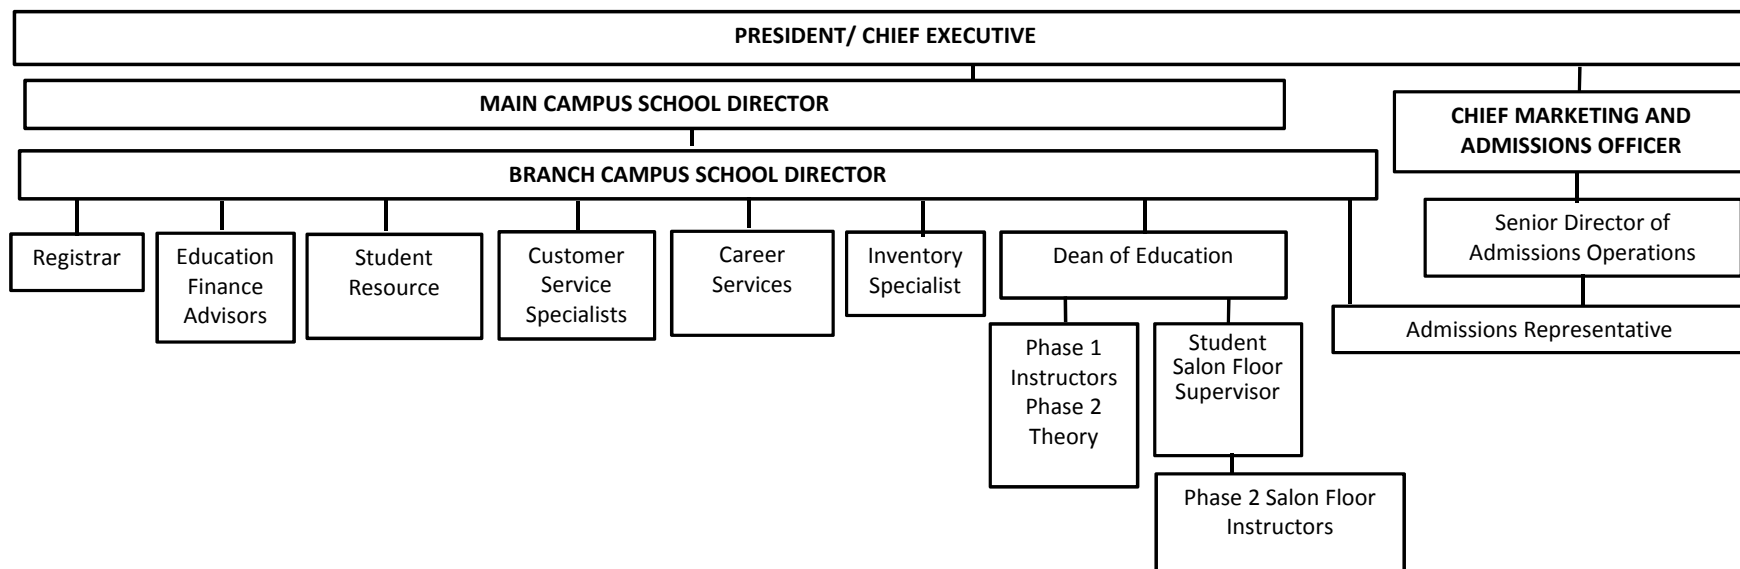 PRESIDENT/ CHIEF EXECUTIVE
MAIN CAMPUS SCHOOL DIRECTOR
CHIEF MARKETING AND
ADMISSIONS OFFICER
BRANCH CAMPUS SCHOOL DIRECTOR
Senior Director of
Admissions Operations
Registrar
Education
Finance
Advisors
Student
Resource
Customer
Service
Specialists
Career
Services
Inventory
Specialist
Dean of Education
Admissions Representative
Phase 1
Instructors
Phase 2
Theory
Student
Salon Floor
Supervisor
Phase 2 Salon Floor
Instructors